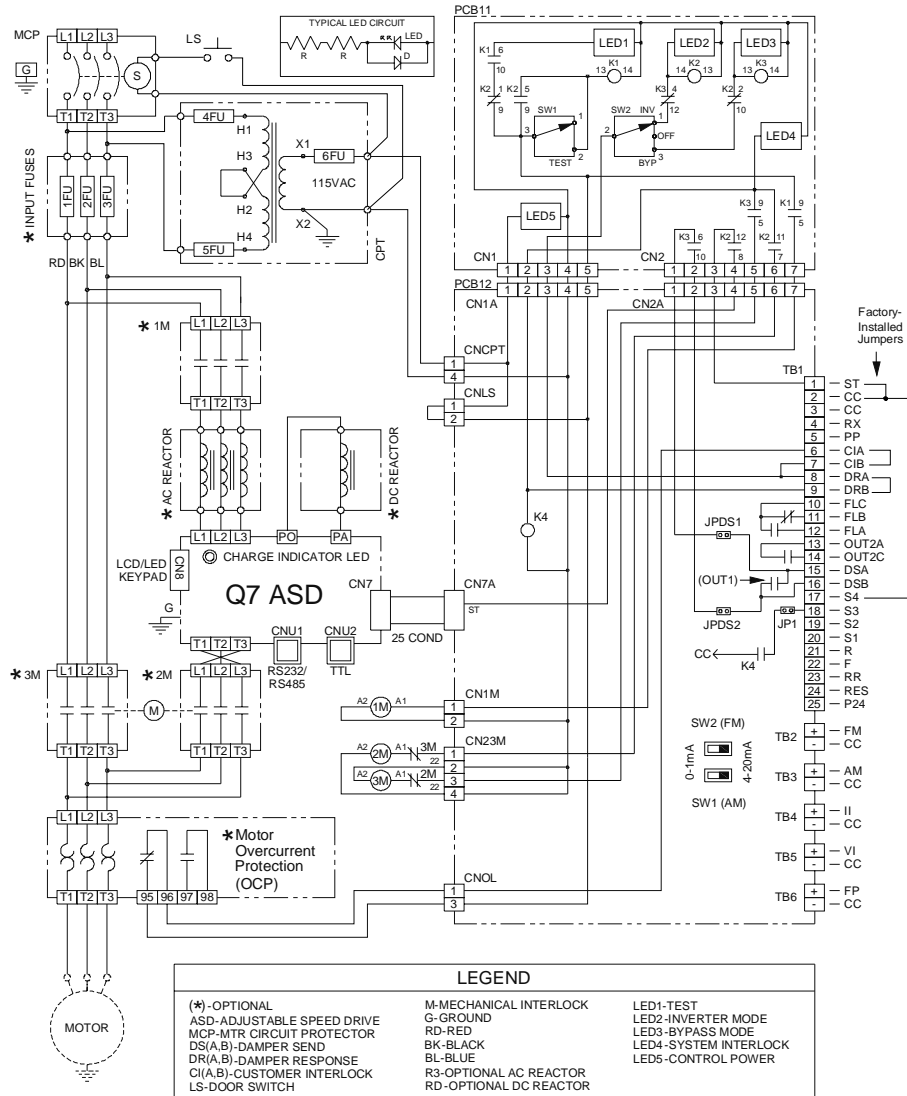 TYPICAL LED CIRCUIT
LED
R R D
PCB11
MCP
L1 L2 L3
LS
G
S
T1 T2 T3
K1 6
10
K2 1
9
K2 5
9
LED1
K1
13 14
LED2
K2
14 13
LED3
K3
13 14
K3 4
12
K2 2
10
SW1
3 1
2
TEST
SW2 INV
2 1
OFF
3
BYP
LED4
4FU
H1
H3
H2
H4
5FU
X1
6FU
115VAC
X2
CPT
* INPUT FUSES
1FU 2FU 3FU
RD BK BL
LED5
K3 9
5
K1 9
5
K3 6
10
K2 12
8
K2 11
7
CN1
1 2 3 4 5
CN2
1 2 3 4 5 6 7
PCB12
1 2 3 4 5
CN1A
1 2 3 4 5 6 7
CN2A
* 1M
L1 L2 L3
T1 T2 T3
CNCPT
1
4
CNLS
1
2
Factory-
Installed
Jumpers
TB1
1 ST
2 CC
3 CC
4 RX
5 PP
6 CIA
7 CIB
8 DRA
9 DRB
10 FLC
11 FLB
12 FLA
13 OUT2A
14 OUT2C
15 DSA
16 DSB
17 S4
18 S3
19 S2
20 S1
21 R
22 F
23 RR
24 RES
25 P24
* AC REACTOR
* DC REACTOR
K4
JPDS1
(OUT1)
JPDS2
JP1
CC
K4
L1 L2 L3
PO
PA
LCD/LED
KEYPAD
CN8
CHARGE INDICATOR LED
Q7 ASD
G
CN7
CN7A
ST
25 COND
CNU1
RS232/
RS485
CNU2
TTL
T1 T2 T3
* 3M
L1 L2 L3
* 2M
L1 L2 L3
M
T1 T2 T3
T1 T2 T3
CN1M
A2 1M A1
1
2
CN23M
A2 2M A1 3M
22
A2 3M A1 2M
22
1
2
3
4
SW2 (FM)
0-1mA
4-20mA
SW1 (AM)
TB2
+ FM
- CC
TB3
+ AM
- CC
TB4
+ II
- CC
TB5
+ VI
- CC
TB6
+ FP
- CC
L1 L2 L3
* Motor
Overcurrent
Protection
(OCP)
T1 T2 T3
95 96 97 98
CNOL
1
3
MOTOR
LEGEND
(*)-OPTIONAL
ASD-ADJUSTABLE SPEED DRIVE
MCP-MTR CIRCUIT PROTECTOR
DS(A,B)-DAMPER SEND
DR(A,B)-DAMPER RESPONSE
CI(A,B)-CUSTOMER INTERLOCK
LS-DOOR SWITCH
M-MECHANICAL INTERLOCK
G-GROUND
RD-RED
BK-BLACK
BL-BLUE
R3-OPTIONAL AC REACTOR
RD-OPTIONAL DC REACTOR
LED1-TEST
LED2-INVERTER MODE
LED3-BYPASS MODE
LED4-SYSTEM INTERLOCK
LED5-CONTROL POWER